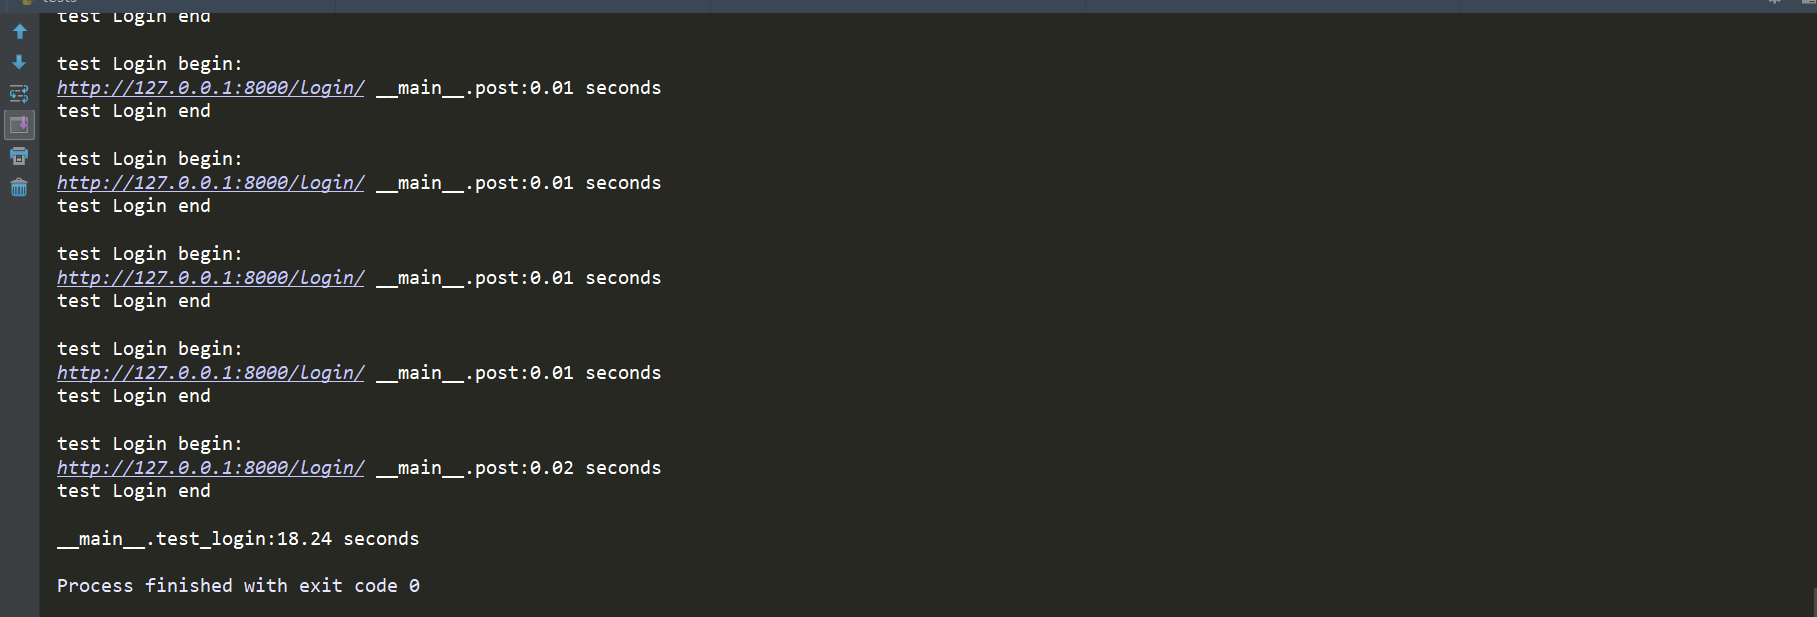 test Login end
test Login begin:
http://127.0.0.1:8000/login/ __main__.post:0.01 seconds
test Login end
test Login begin:
http://127.0.0.1:8000/login/ __main__.post:0.01 seconds
test Login end
test Login begin:
http://127.0.0.1:8000/login/ __main__.post:0.01 seconds
test Login end
test Login begin:
http://127.0.0.1:8000/login/ __main__.post:0.01 seconds
test Login end
test Login begin:
http://127.0.0.1:8000/login/ __main__.post:0.02 seconds
test Login end
__main__.test_login:18.24 seconds
Process finished with exit code 0